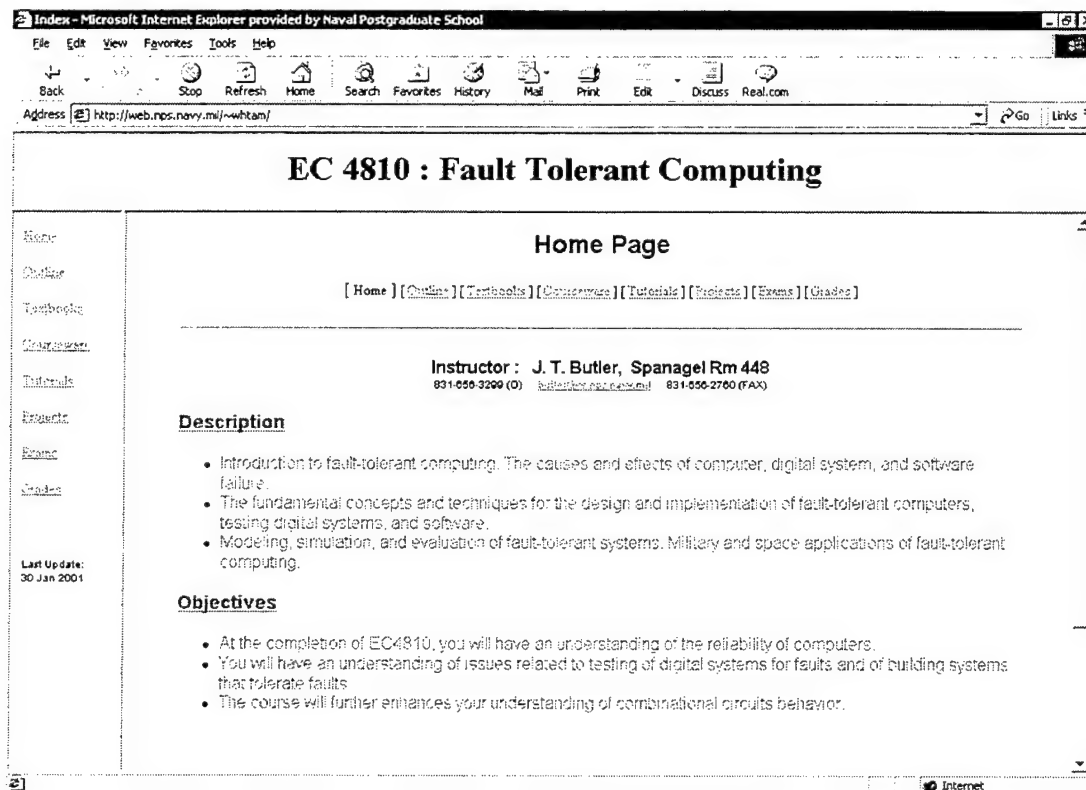 Index - Microsoft Internet Explorer provided by Naval Postgraduate School
File Edit View Favorites Tools Help
Back Stop Refresh Home Search Favorites History Mail Print Edit Discuss Real.com
Address http://web.nps.navy.mil/~whtam/ Go Links
EC 4810 : Fault Tolerant Computing
Home
Outline
Textbooks
Courseware
Tutorials
Projects
Exams
Grades
Last Update:
30 Jan 2001
Home Page
[ Home ] [ Outline ] [ Textbooks ] [ Courseware ] [ Tutorials ] [ Projects ] [ Exams ] [ Grades ]
Instructor : J. T. Butler, Spanagel Rm 448
831-656-3299 (O) 831-656-2760 (FAX)
Description
• Introduction to fault-tolerant computing. The causes and effects of computer, digital system, and software
failure.
• The fundamental concepts and techniques for the design and implementation of fault-tolerant computers,
testing digital systems, and software.
• Modeling, simulation, and evaluation of fault-tolerant systems. Military and space applications of fault-tolerant
computing.
Objectives
• At the completion of EC4810, you will have an understanding of the reliability of computers.
• You will have an understanding of issues related to testing of digital systems for faults and of building systems
that tolerate faults
• The course will further enhances your understanding of combinational circuits behavior.
Internet